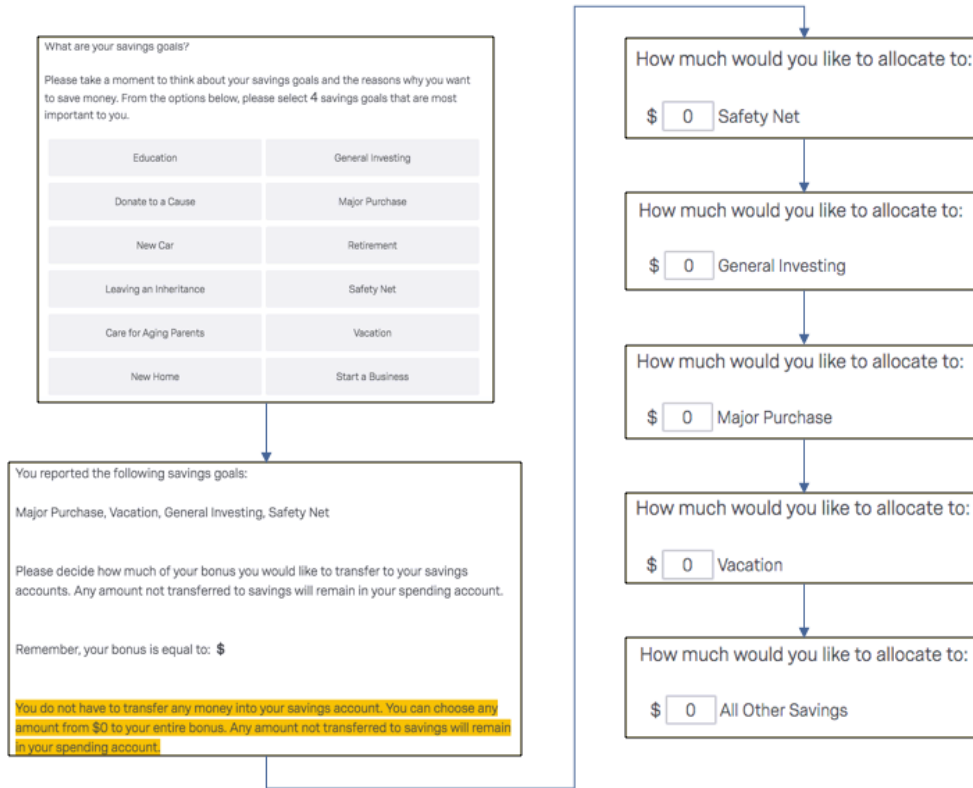 What are your savings goals?
Please take a moment to think about your savings goals and the reasons why you want
to save money. From the options below, please select 4 savings goals that are most
important to you.
Education
General Investing
Donate to a Cause
Major Purchase
New Car
Retirement
Leaving an Inheritance
Safety Net
Care for Aging Parents
Vacation
New Home
Start a Business
You reported the following savings goals:
Major Purchase, Vacation, General Investing, Safety Net
Please decide how much of your bonus you would like to transfer to your savings
accounts. Any amount not transferred to savings will remain in your spending account.
Remember, your bonus is equal to: $
You do not have to transfer any money into your savings account. You can choose any
amount from $0 to your entire bonus. Any amount not transferred to savings will remain
in your spending account.
How much would you like to allocate to:
$ 0 Safety Net
How much would you like to allocate to:
$ 0 General Investing
How much would you like to allocate to:
$ 0 Major Purchase
How much would you like to allocate to:
$ 0 Vacation
How much would you like to allocate to:
$ 0 All Other Savings